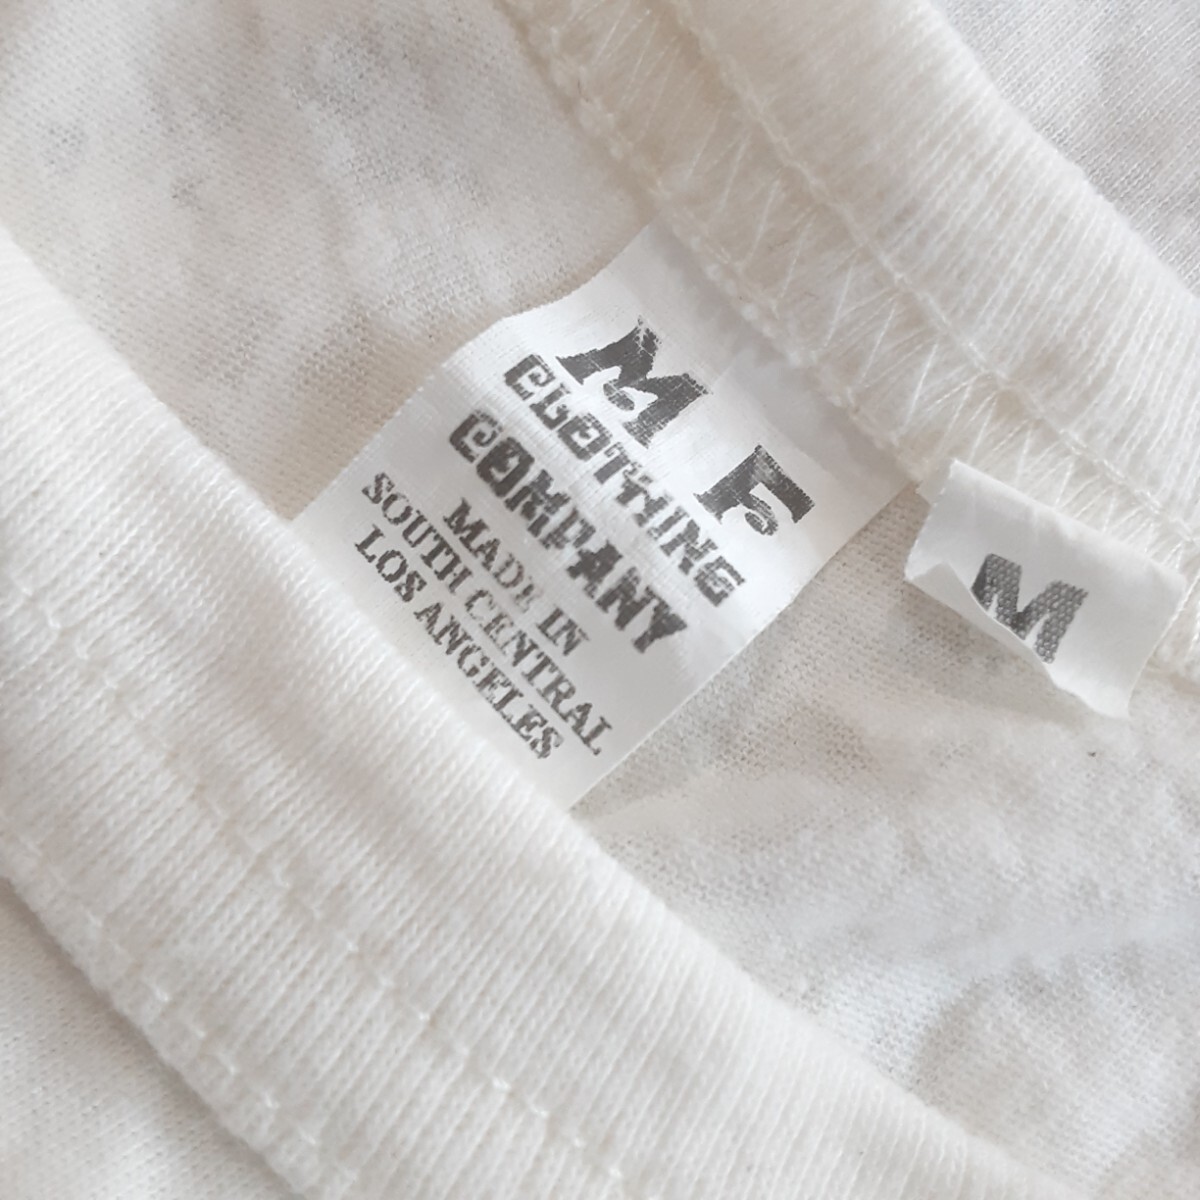 M F
CLOTHING
COMPANY
MADE IN
SOUTH CENTRAL
LOS ANGELES
M